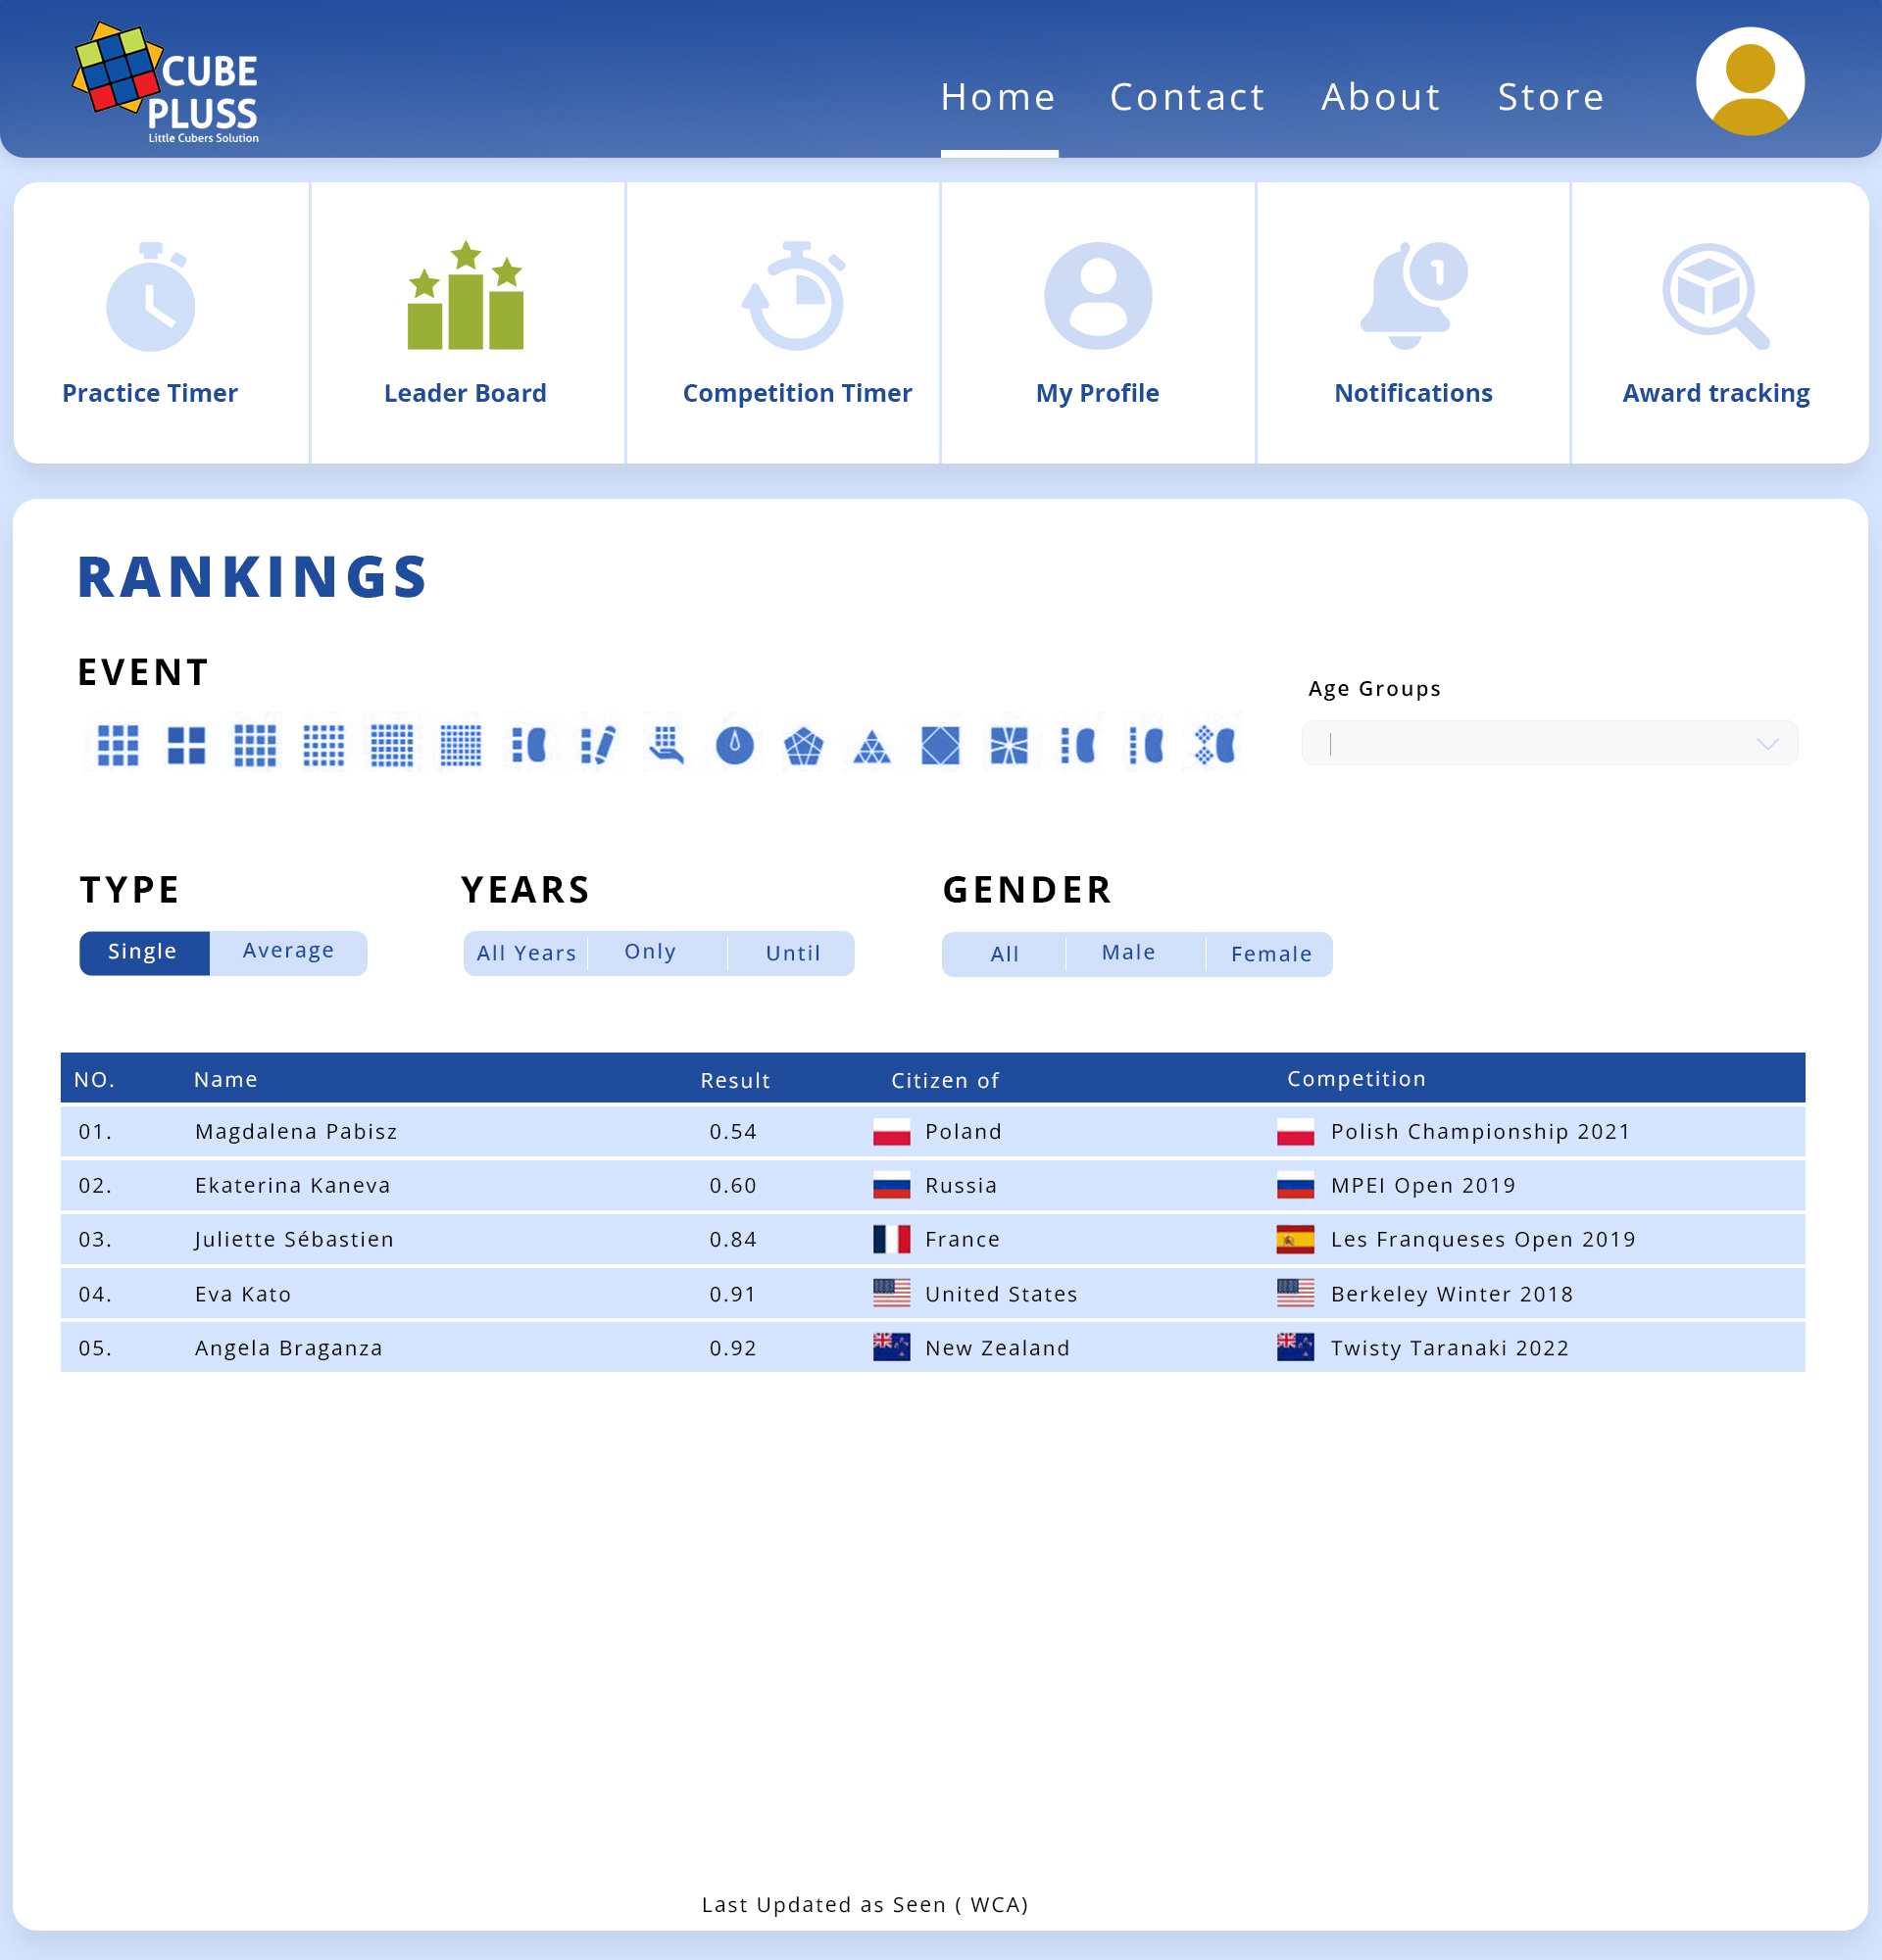 CUBE
PLUSS
Little Cubers Solution
Home Contact About Store
1
Practice Timer Leader Board Competition Timer My Profile Notifications Award tracking
RANKINGS
EVENT
Age Groups
TYPE YEARS GENDER
Single Average All Years Only Until All Male Female
NO. Name Result Citizen of Competition
01. Magdalena Pabisz 0.54 Poland Polish Championship 2021
02. Ekaterina Kaneva 0.60 Russia MPEI Open 2019
03. Juliette Sébastien 0.84 France Les Franqueses Open 2019
04. Eva Kato 0.91 United States Berkeley Winter 2018
05. Angela Braganza 0.92 New Zealand Twisty Taranaki 2022
Last Updated as Seen ( WCA)